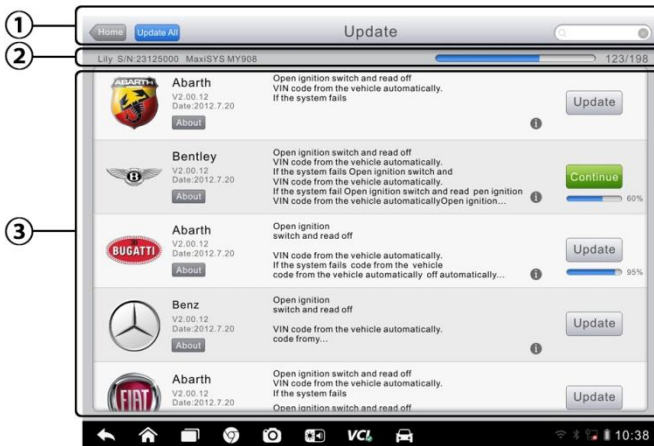 ①
Home
Update All
Update
②
Lily S/N:23125000 MaxiSYS MY908
123/198
③
ABARTH
Abarth
V2.00.12
Date:2012.7.20
About
Open ignition switch and read off
VIN code from the vehicle automatically.
If the system fails
Update
B
Bentley
V2.00.12
Date:2012.7.20
About
Open ignition switch and read off
VIN code from the vehicle automatically.
If the system fails Open ignition switch and
VIN code from the vehicle automatically.
If the system fail Open ignition switch and read pen ignition
VIN code from the vehicle automaticallyOpen ignition...
Continue
60%
BUGATTI
Abarth
V2.00.12
Date:2012.7.20
About
Open ignition
switch and read off
VIN code from the vehicle automatically.
If the system fails code from the vehicle
code from the vehicle automatically off automatically...
Update
95%
Benz
V2.00.12
Date:2012.7.20
About
Open ignition
switch and read off
VIN code from the vehicle automatically.
code fromy...
Update
FIAT
Abarth
V2.00.12
Date:2012.7.20
Open ignition switch and read off
VIN code from the vehicle automatically.
If the system fails
Open ignition switch and read off
Update
VCI
10:38